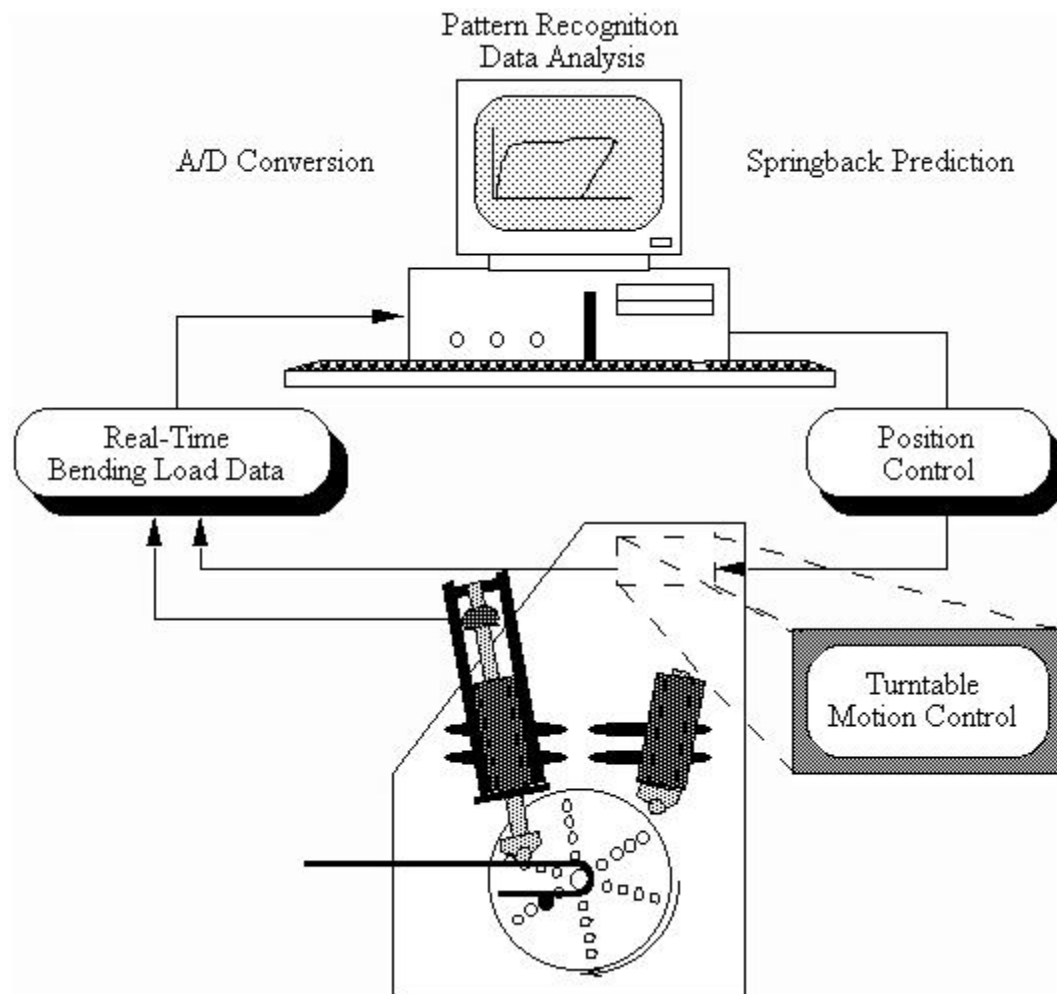 Pattern Recognition
Data Analysis
A/D Conversion
Springback Prediction
Real-Time
Bending Load Data
Position
Control
Turntable
Motion Control